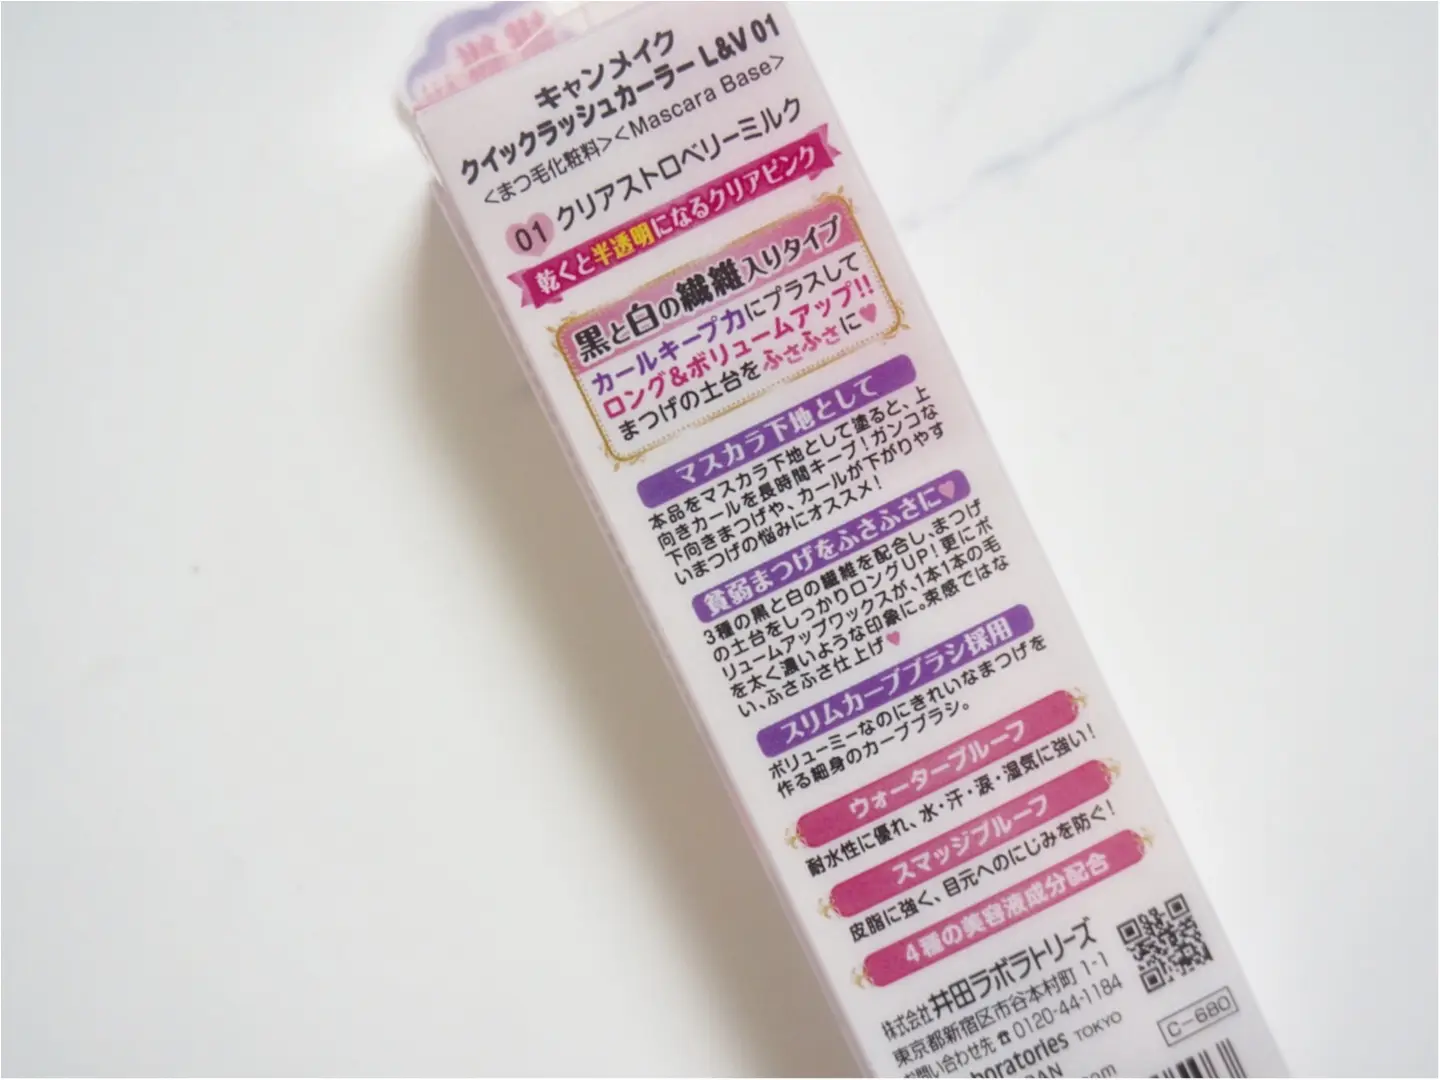 キャンメイク
クイックラッシュカーラー L&V 01
<まつ毛化粧料><Mascara Base>
01 クリアストロベリーミルク
乾くと半透明になるクリアピンク
黒と白の繊維入りタイプ
カールキープ力にプラスして
ロング&ボリュームアップ!!
まつげの土台をふさふさに♥
マスカラ下地として
本品をマスカラ下地として塗ると、上
向きカールを長時間キープ!ガンコな
下向きまつげや、カールが下がりやす
いまつげの悩みにオススメ!
貧弱まつげをふさふさに♥
3種の黒と白の繊維を配合し、まつげ
の土台をしっかりロングUP!更にボ
リュームアップワックスが、1本1本の毛
を太く濃いような印象に。束感ではな
い、ふさふさ仕上げ♥
スリムカーブブラシ採用
ボリューミーなのにきれいなまつげを
作る細身のカーブブラシ。
ウォータープルーフ
耐水性に優れ、水・汗・涙・湿気に強い!
スマッジプルーフ
皮脂に強く、目元へのにじみを防ぐ!
4種の美容液成分配合
株式会社井田ラボラトリーズ
東京都新宿区市谷本村町 1-1
お問い合わせ先 ☎ 0120-44-1184
boratories TOKYO
C-680